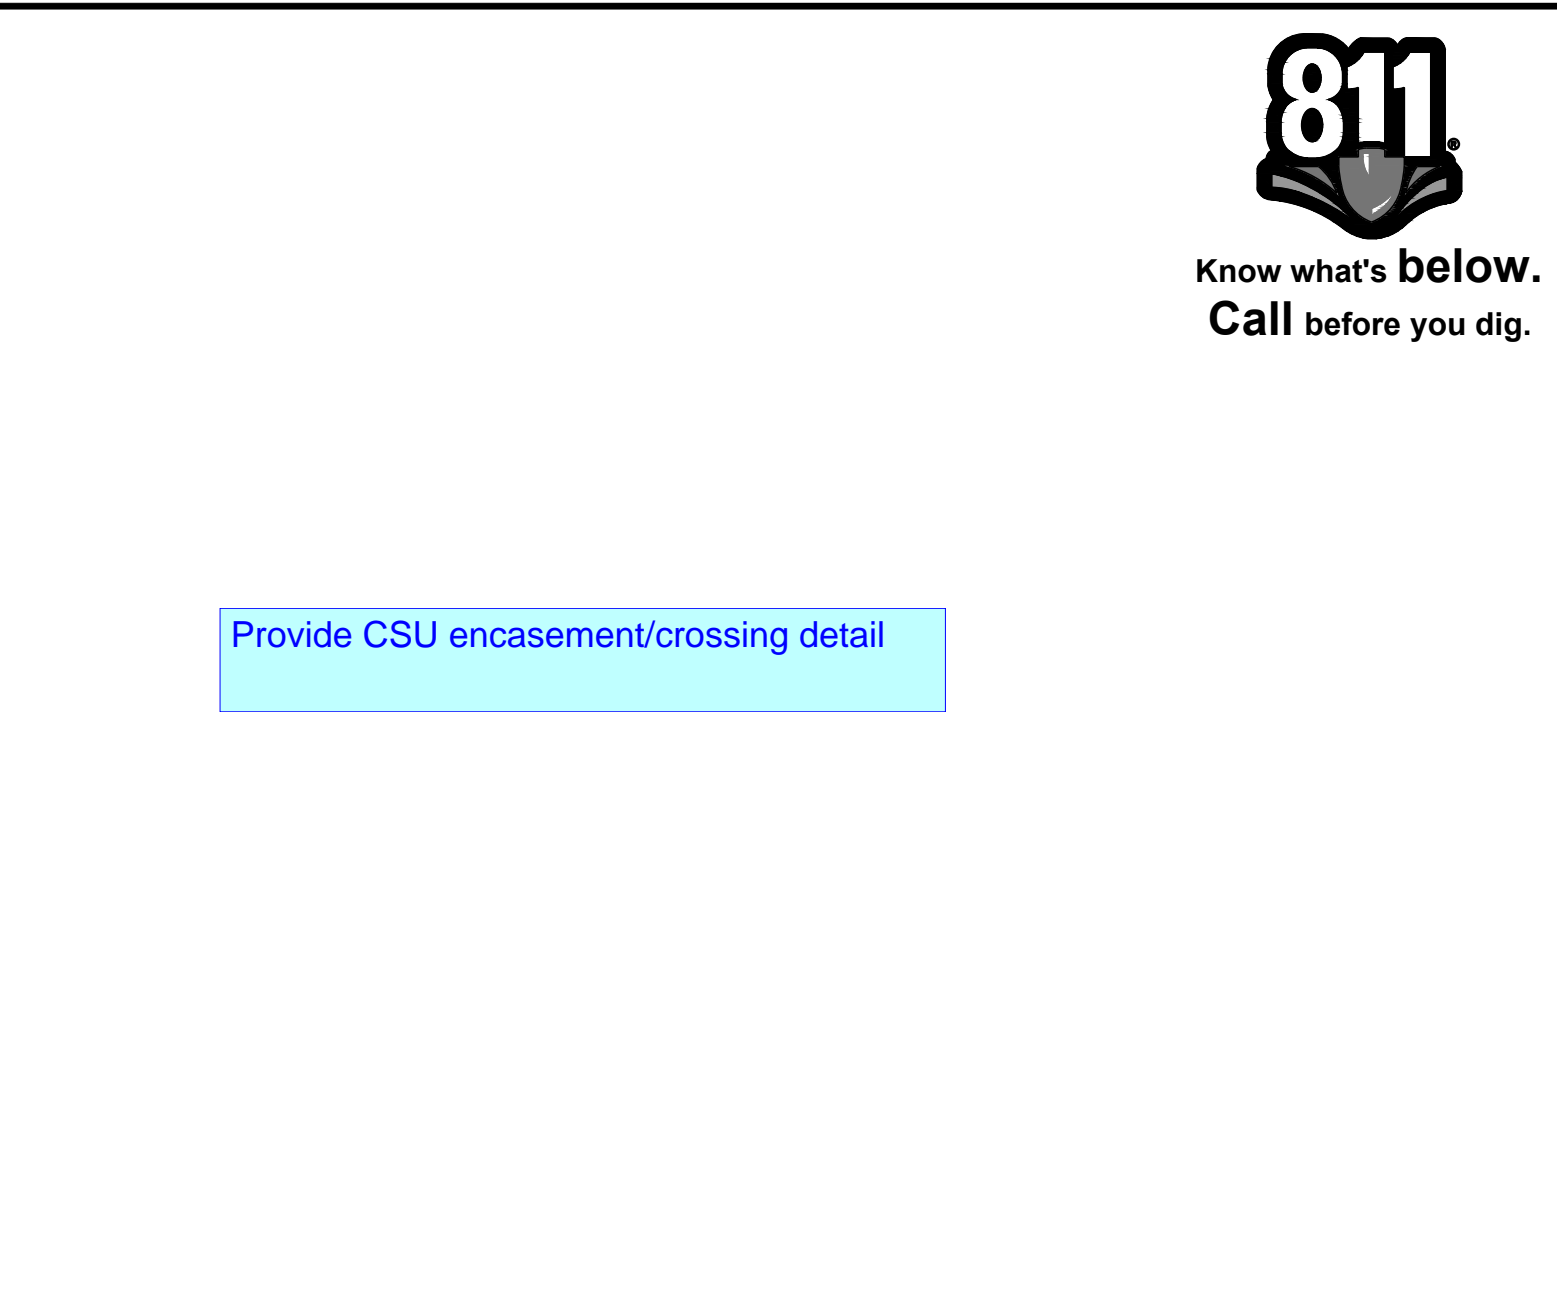 811®
Know what's below.
Call before you dig.
Provide CSU encasement/crossing detail